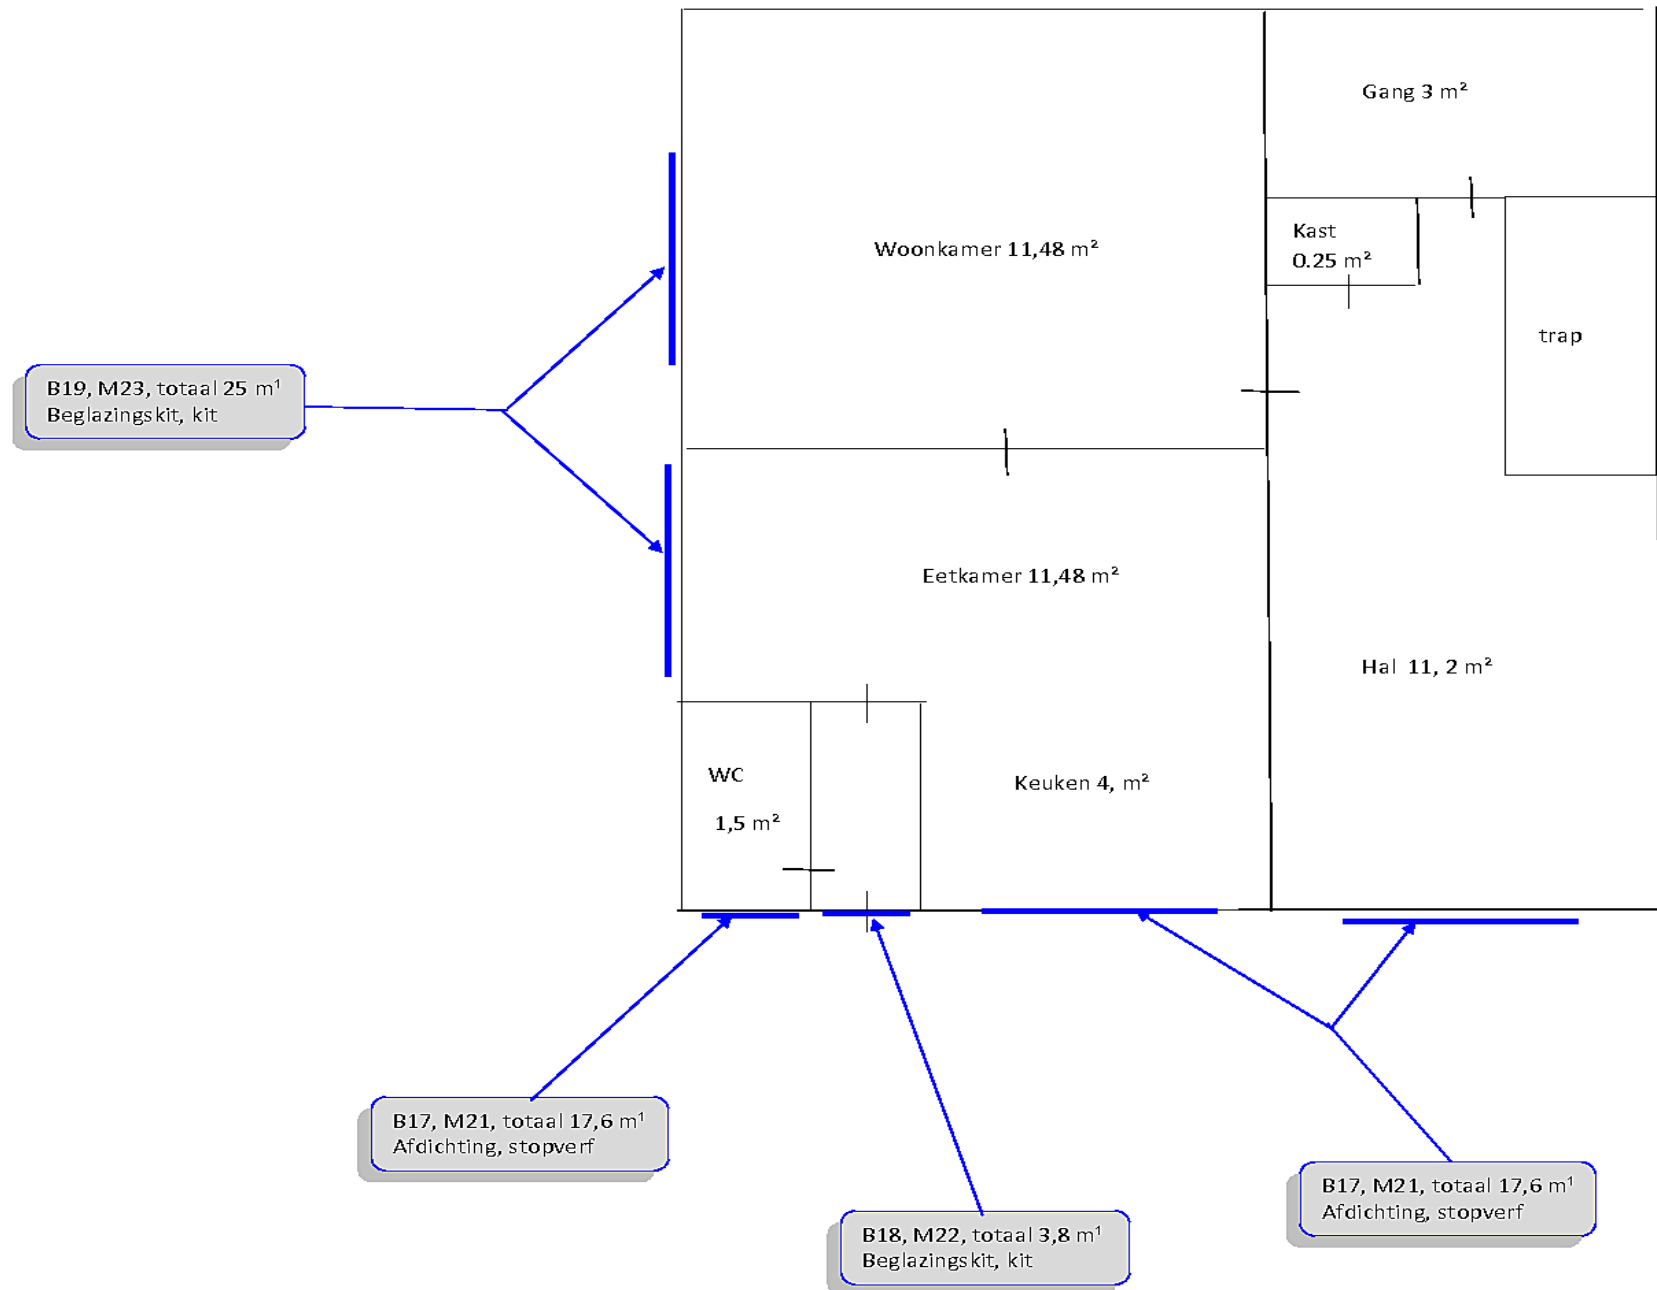 Gang 3 m²
Woonkamer 11,48 m²
Kast
0.25 m²
trap
B19, M23, totaal 25 m¹
Beglazingskit, kit
Eetkamer 11,48 m²
Hal 11, 2 m²
WC
1,5 m²
Keuken 4, m²
B17, M21, totaal 17,6 m¹
Afdichting, stopverf
B18, M22, totaal 3,8 m¹
Beglazingskit, kit
B17, M21, totaal 17,6 m¹
Afdichting, stopverf